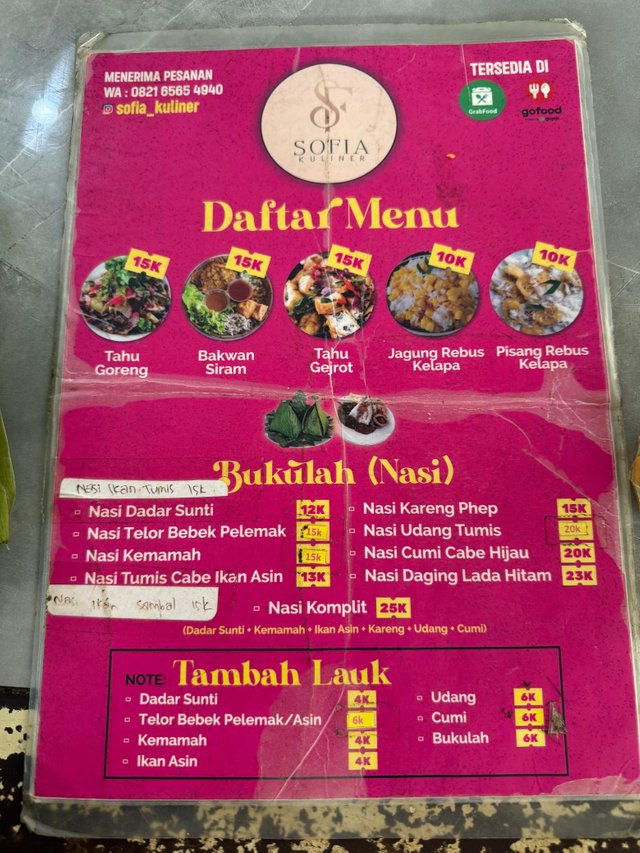 MENERIMA PESANAN
WA : 0821 6565 4940
sofia_kuliner
TERSEDIA DI
GrabFood
gofood
SF
SOFIA
KULINER
Daftar Menu
15K
15K
15K
10K
10K
Tahu Goreng
Bakwan Siram
Tahu Gejrot
Jagung Rebus Kelapa
Pisang Rebus Kelapa
Bukulah (Nasi)
Nasi Ikan Tumis 15k
Nasi Dadar Sunti 12K
Nasi Telor Bebek Pelemak 15k
Nasi Kemamah 15k
Nasi Tumis Cabe Ikan Asin 13K
Nasi Ikan Sambal 15k
Nasi Kareng Phep 15K
Nasi Udang Tumis 20k
Nasi Cumi Cabe Hijau 20K
Nasi Daging Lada Hitam 23K
Nasi Komplit 25K
(Dadar Sunti + Kemamah + Ikan Asin + Kareng + Udang + Cumi)
NOTE: Tambah Lauk
Dadar Sunti 4K
Telor Bebek Pelemak/Asin 6k
Kemamah 4K
Ikan Asin 4K
Udang 6K
Cumi 6K
Bukulah 6K